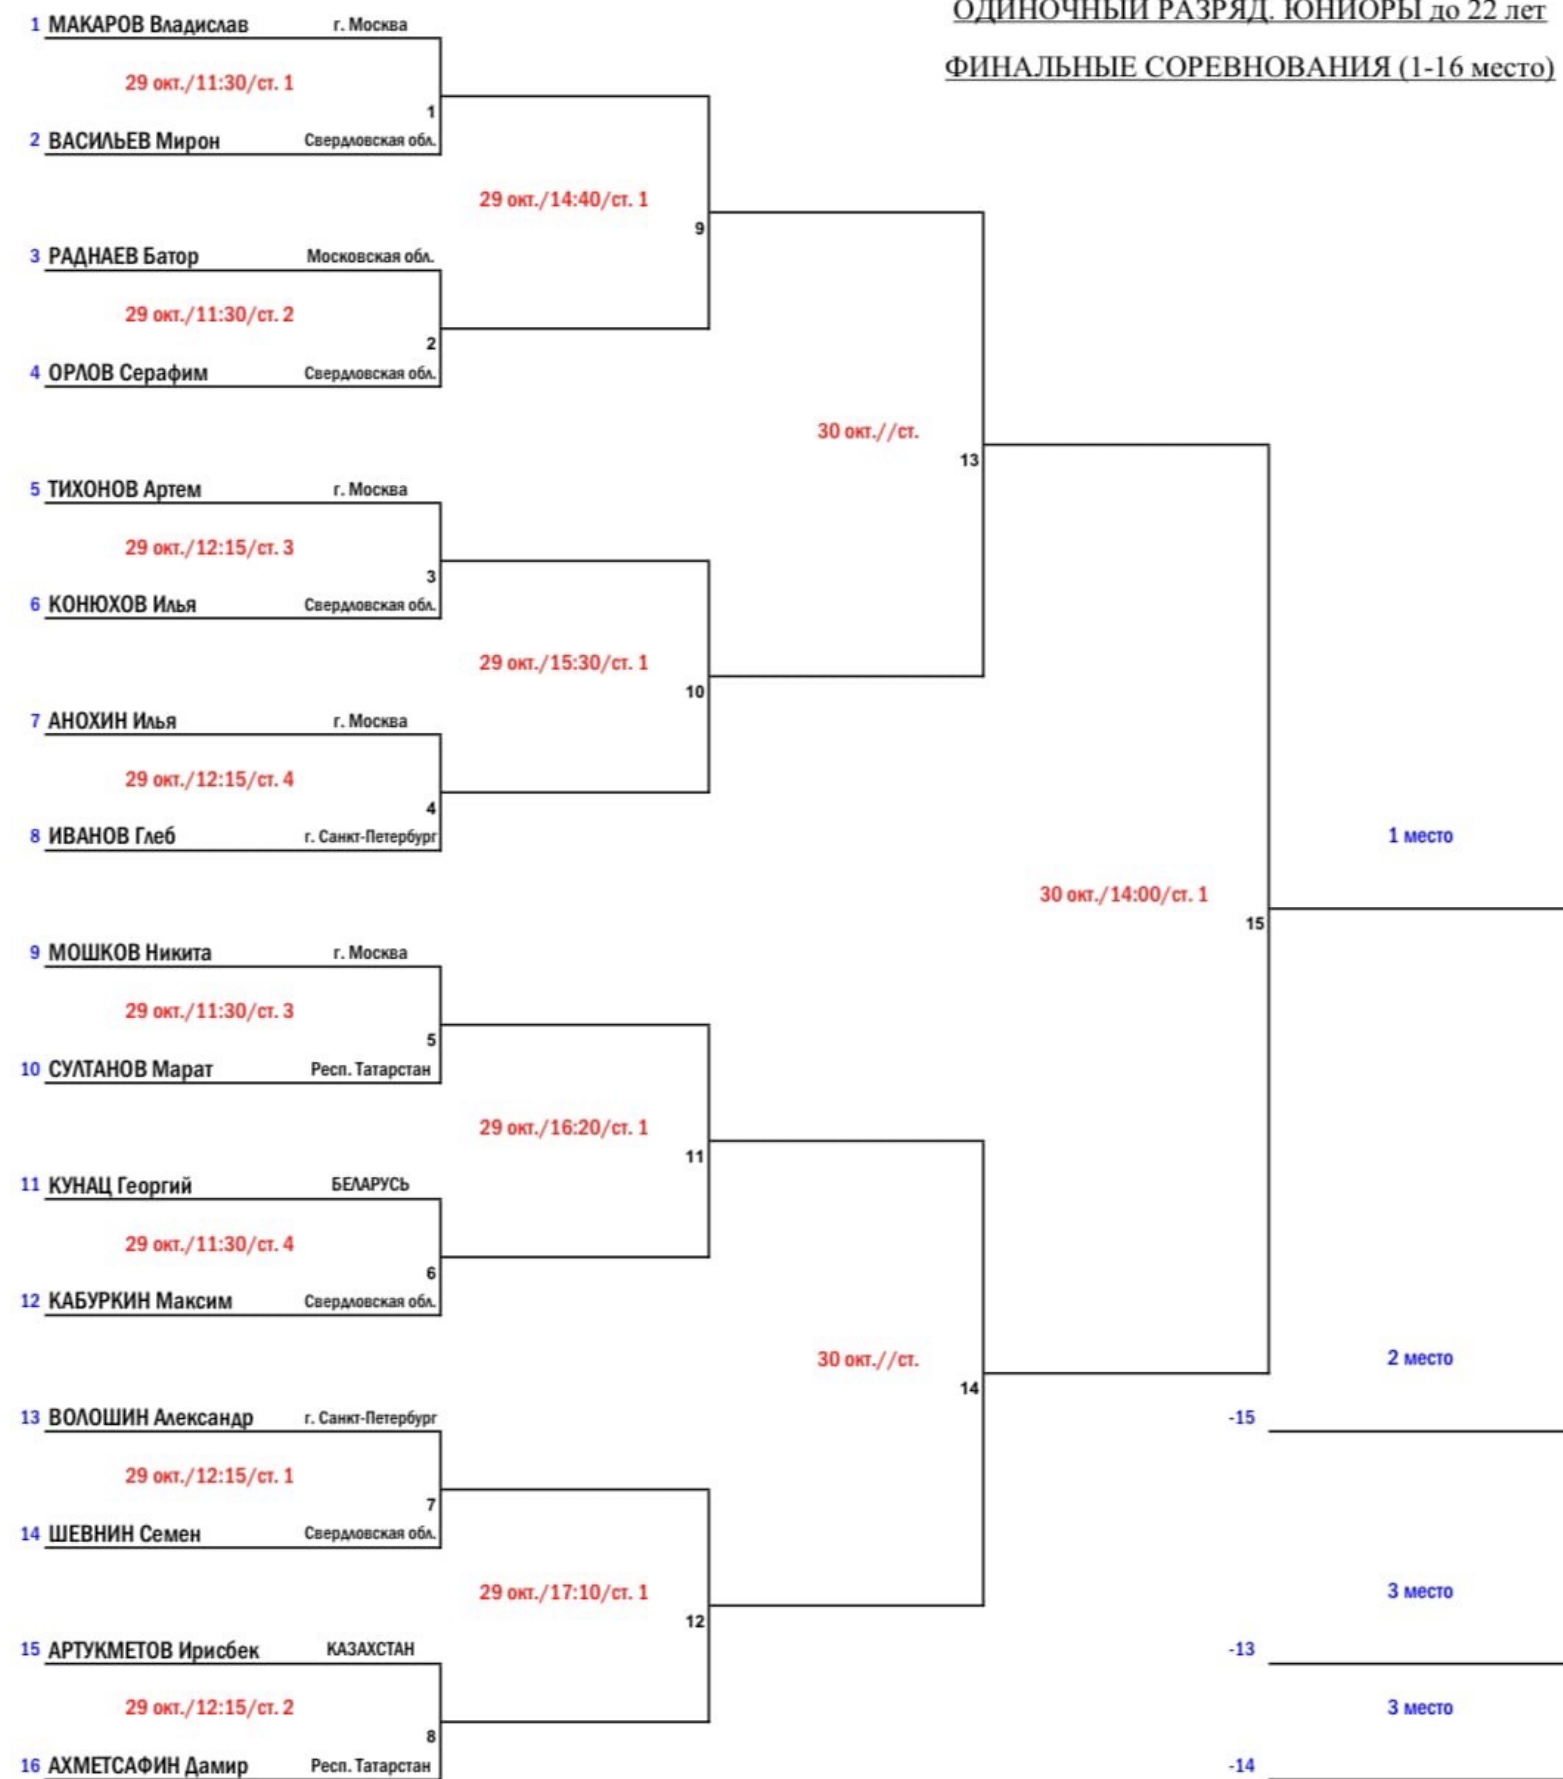 ОДИНОЧНЫЙ РАЗРЯД. ЮНИОРЫ до 22 лет
ФИНАЛЬНЫЕ СОРЕВНОВАНИЯ (1-16 место)
1 МАКАРОВ Владислав г. Москва
29 окт./11:30/ст. 1
1
2 ВАСИЛЬЕВ Мирон Свердловская обл.
29 окт./14:40/ст. 1
9
3 РАДНАЕВ Батор Московская обл.
29 окт./11:30/ст. 2
2
4 ОРЛОВ Серафим Свердловская обл.
30 окт.//ст.
13
5 ТИХОНОВ Артем г. Москва
29 окт./12:15/ст. 3
3
6 КОНЮХОВ Илья Свердловская обл.
29 окт./15:30/ст. 1
10
7 АНОХИН Илья г. Москва
29 окт./12:15/ст. 4
4
8 ИВАНОВ Глеб г. Санкт-Петербург
1 место
30 окт./14:00/ст. 1
15
9 МОШКОВ Никита г. Москва
29 окт./11:30/ст. 3
5
10 СУЛТАНОВ Марат Респ. Татарстан
29 окт./16:20/ст. 1
11
11 КУНАЦ Георгий БЕЛАРУСЬ
29 окт./11:30/ст. 4
6
12 КАБУРКИН Максим Свердловская обл.
30 окт.//ст.
14
2 место
13 ВОЛОШИН Александр г. Санкт-Петербург
-15
29 окт./12:15/ст. 1
7
14 ШЕВНИН Семен Свердловская обл.
29 окт./17:10/ст. 1
12
3 место
15 АРТУКМЕТОВ Ирисбек КАЗАХСТАН
-13
29 окт./12:15/ст. 2
8
3 место
16 АХМЕТСАФИН Дамир Респ. Татарстан
-14